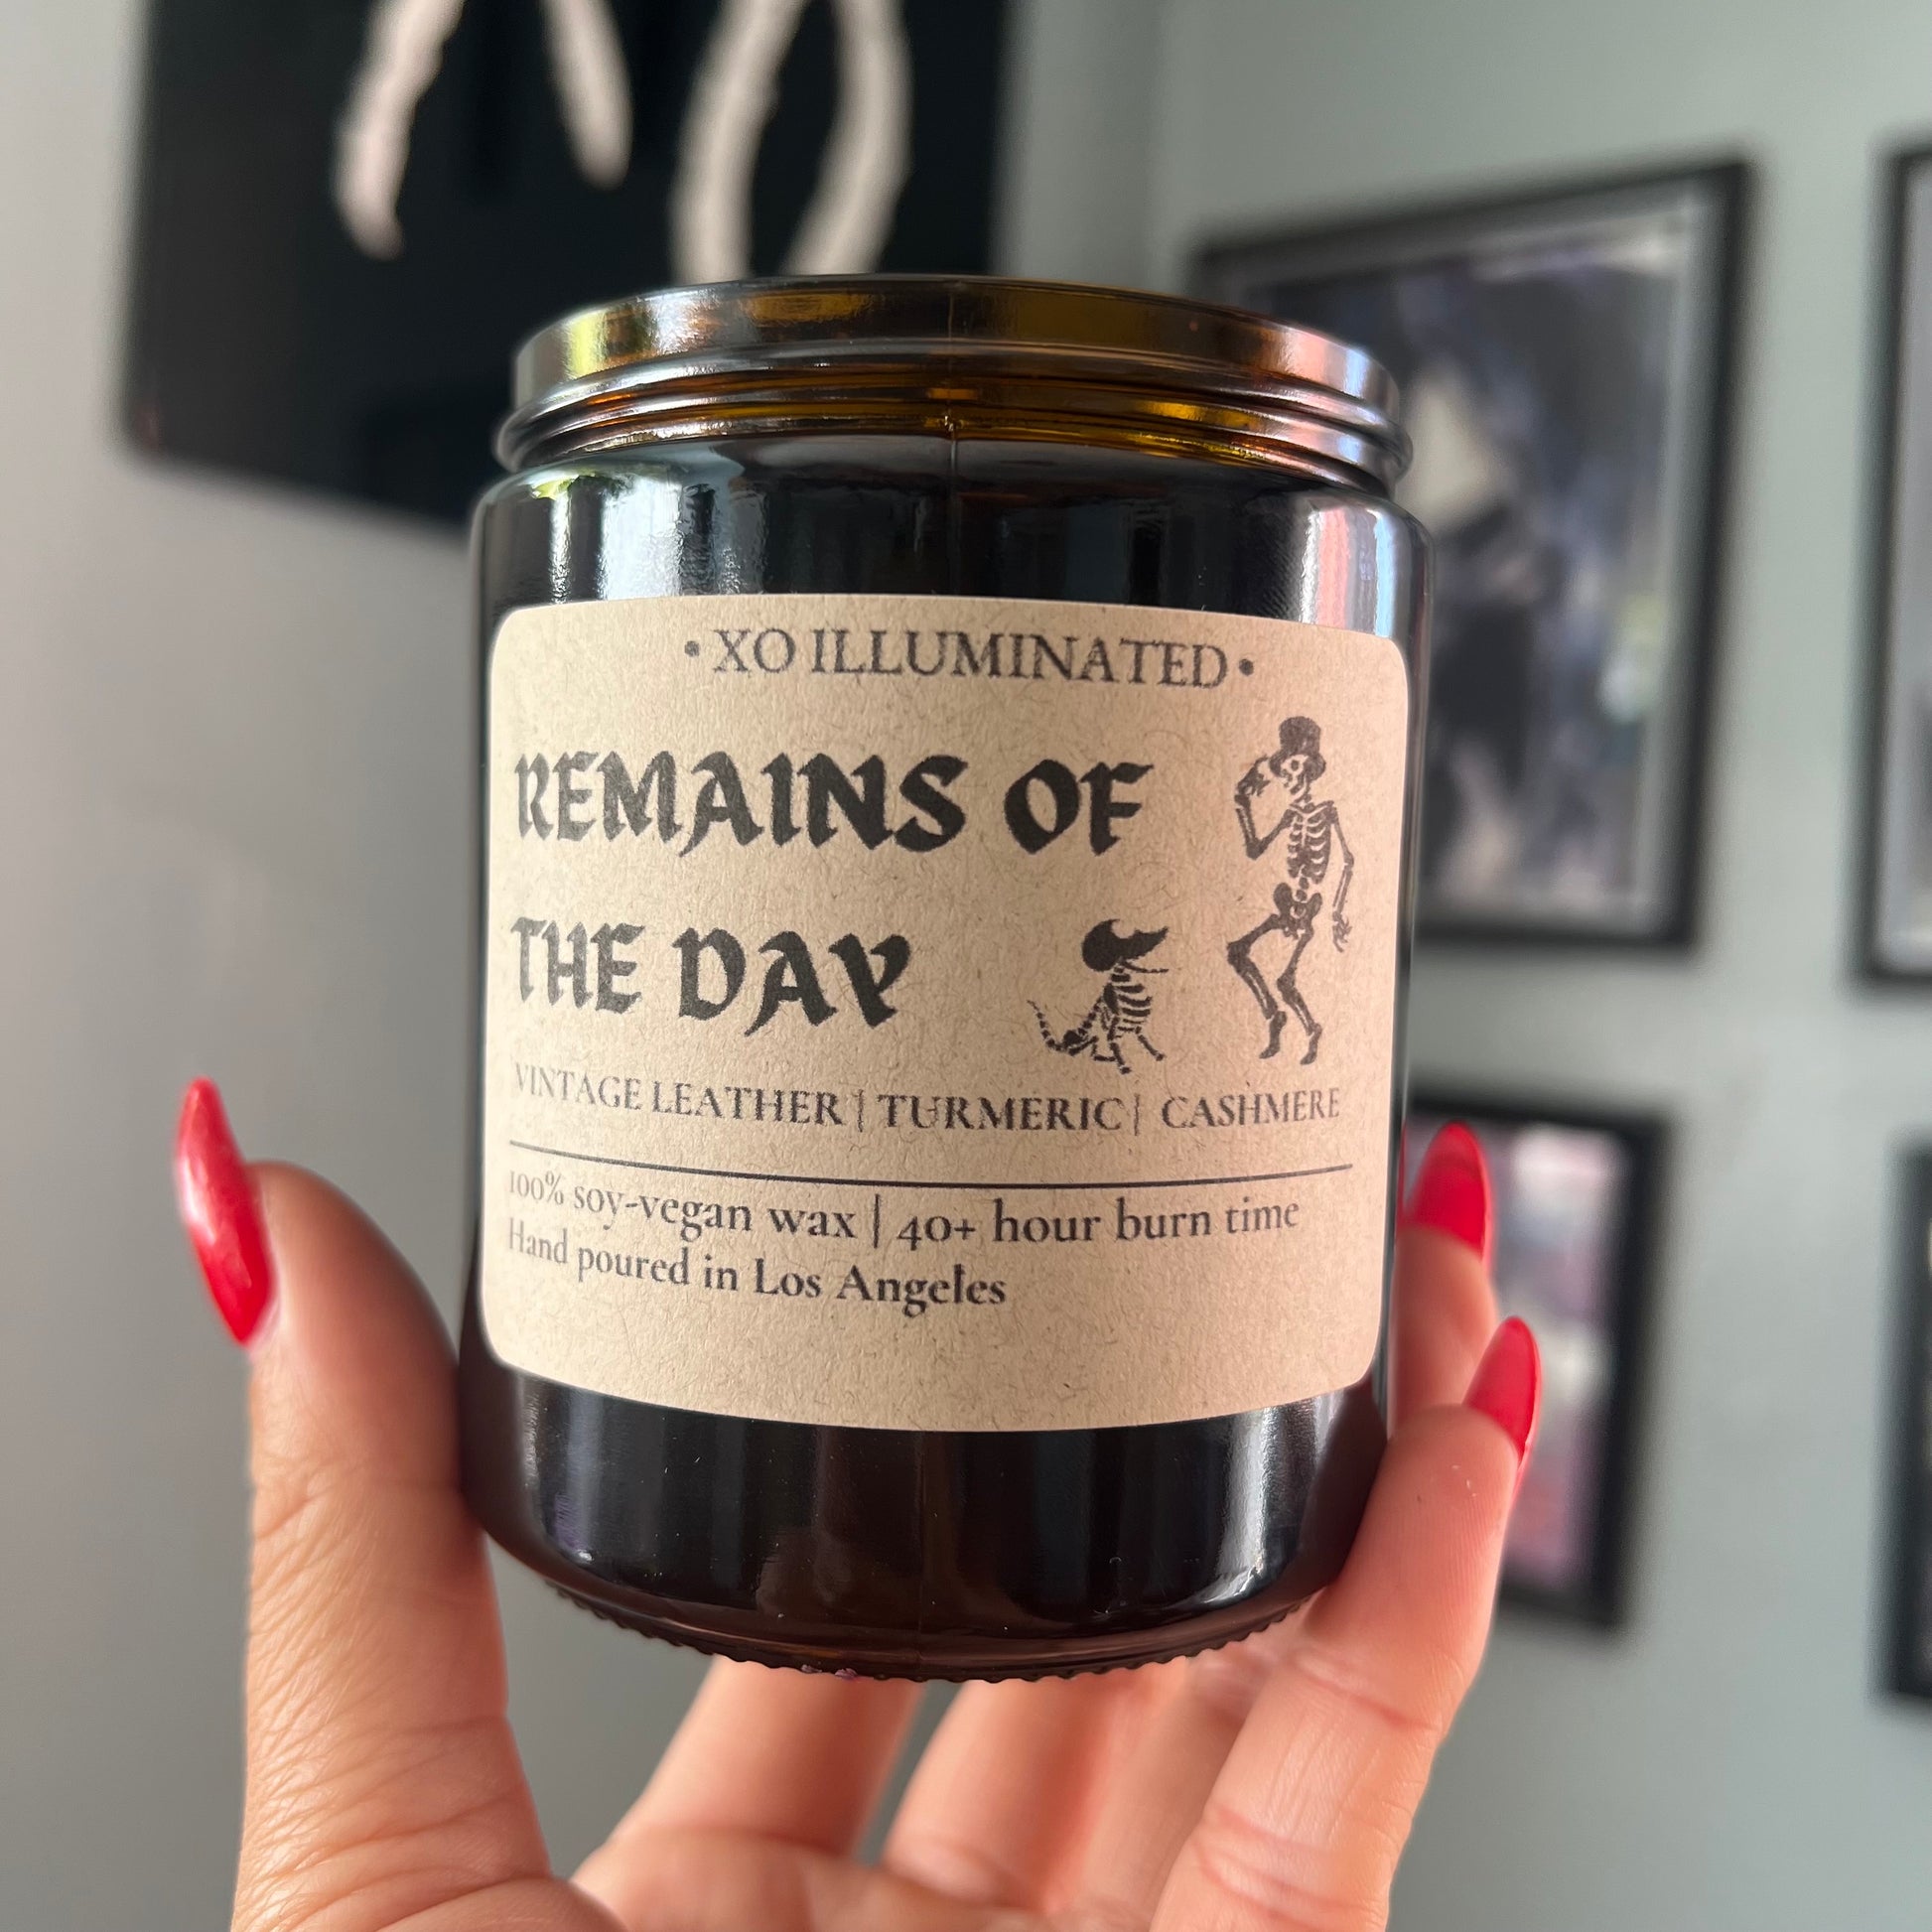 • XO ILLUMINATED •
REMAINS OF
THE DAY
VINTAGE LEATHER | TURMERIC | CASHMERE
100% soy-vegan wax | 40+ hour burn time
Hand poured in Los Angeles